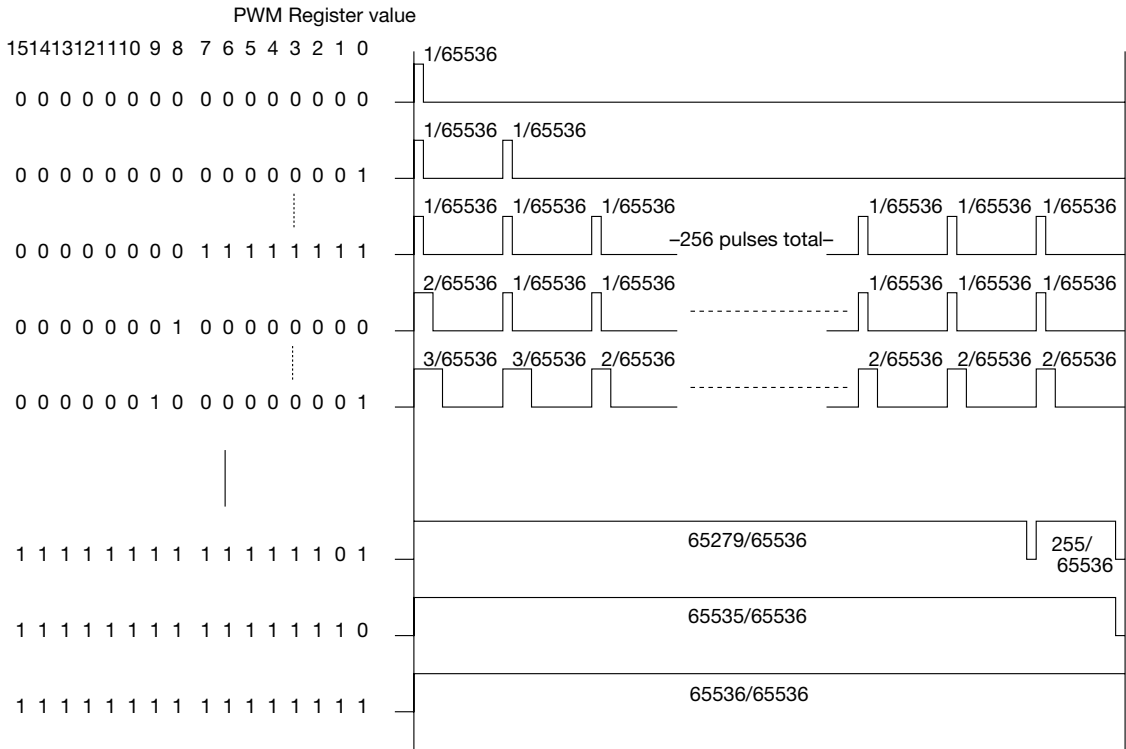 PWM Register value
15 14 13 12 11 10 9 8 7 6 5 4 3 2 1 0
1/65536
0 0 0 0 0 0 0 0 0 0 0 0 0 0 0 0
1/65536 1/65536
0 0 0 0 0 0 0 0 0 0 0 0 0 0 0 1
1/65536 1/65536 1/65536 1/65536 1/65536 1/65536
–256 pulses total–
0 0 0 0 0 0 0 0 1 1 1 1 1 1 1 1
2/65536 1/65536 1/65536 1/65536 1/65536 1/65536
0 0 0 0 0 0 0 1 0 0 0 0 0 0 0 0
3/65536 3/65536 2/65536 2/65536 2/65536 2/65536
0 0 0 0 0 0 1 0 0 0 0 0 0 0 0 1
65279/65536
255/
65536
1 1 1 1 1 1 1 1 1 1 1 1 1 1 0 1
65535/65536
1 1 1 1 1 1 1 1 1 1 1 1 1 1 1 0
65536/65536
1 1 1 1 1 1 1 1 1 1 1 1 1 1 1 1